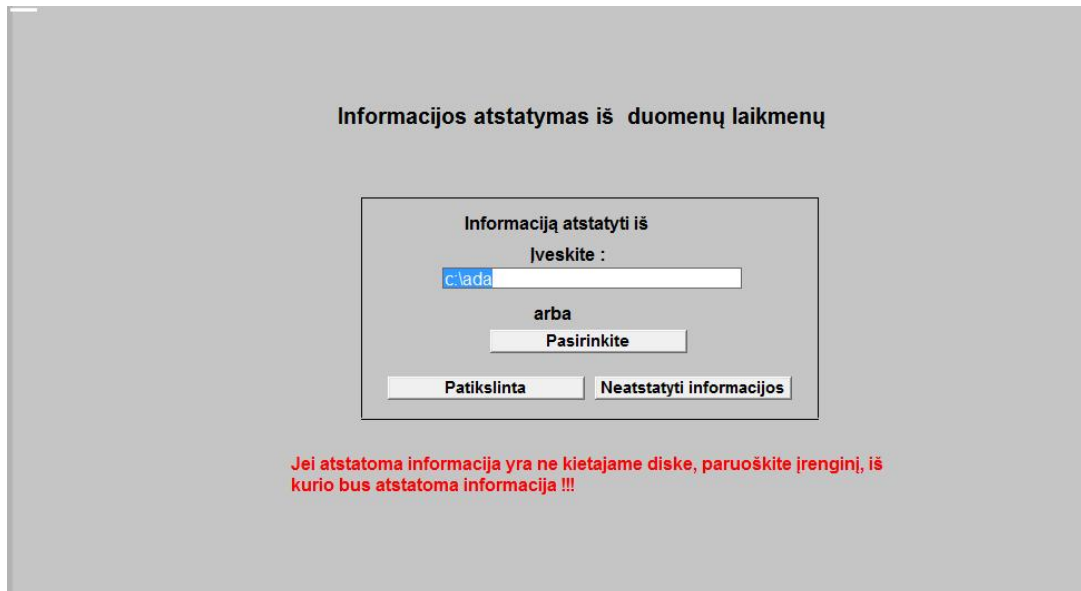 Informacijos atstatymas iš duomenų laikmenų
Informaciją atstatyti iš
Įveskite :
c:\ada
arba
Pasirinkite
Patikslinta
Neatstatyti informacijos
Jei atstatoma informacija yra ne kietajame diske, paruoškite įrenginį, iš
kurio bus atstatoma informacija !!!